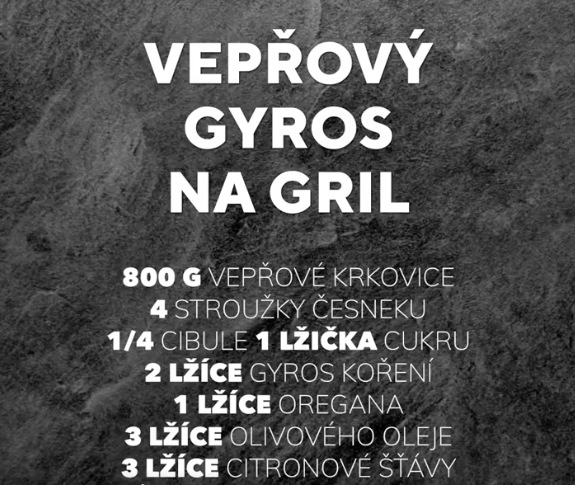 VEPŘOVÝ
GYROS
NA GRIL
800 G VEPŘOVÉ KRKOVICE
4 STROUŽKY ČESNEKU
1/4 CIBULE 1 LŽIČKA CUKRU
2 LŽÍCE GYROS KOŘENÍ
1 LŽÍCE OREGANA
3 LŽÍCE OLIVOVÉHO OLEJE
3 LŽÍCE CITRONOVÉ ŠŤÁVY